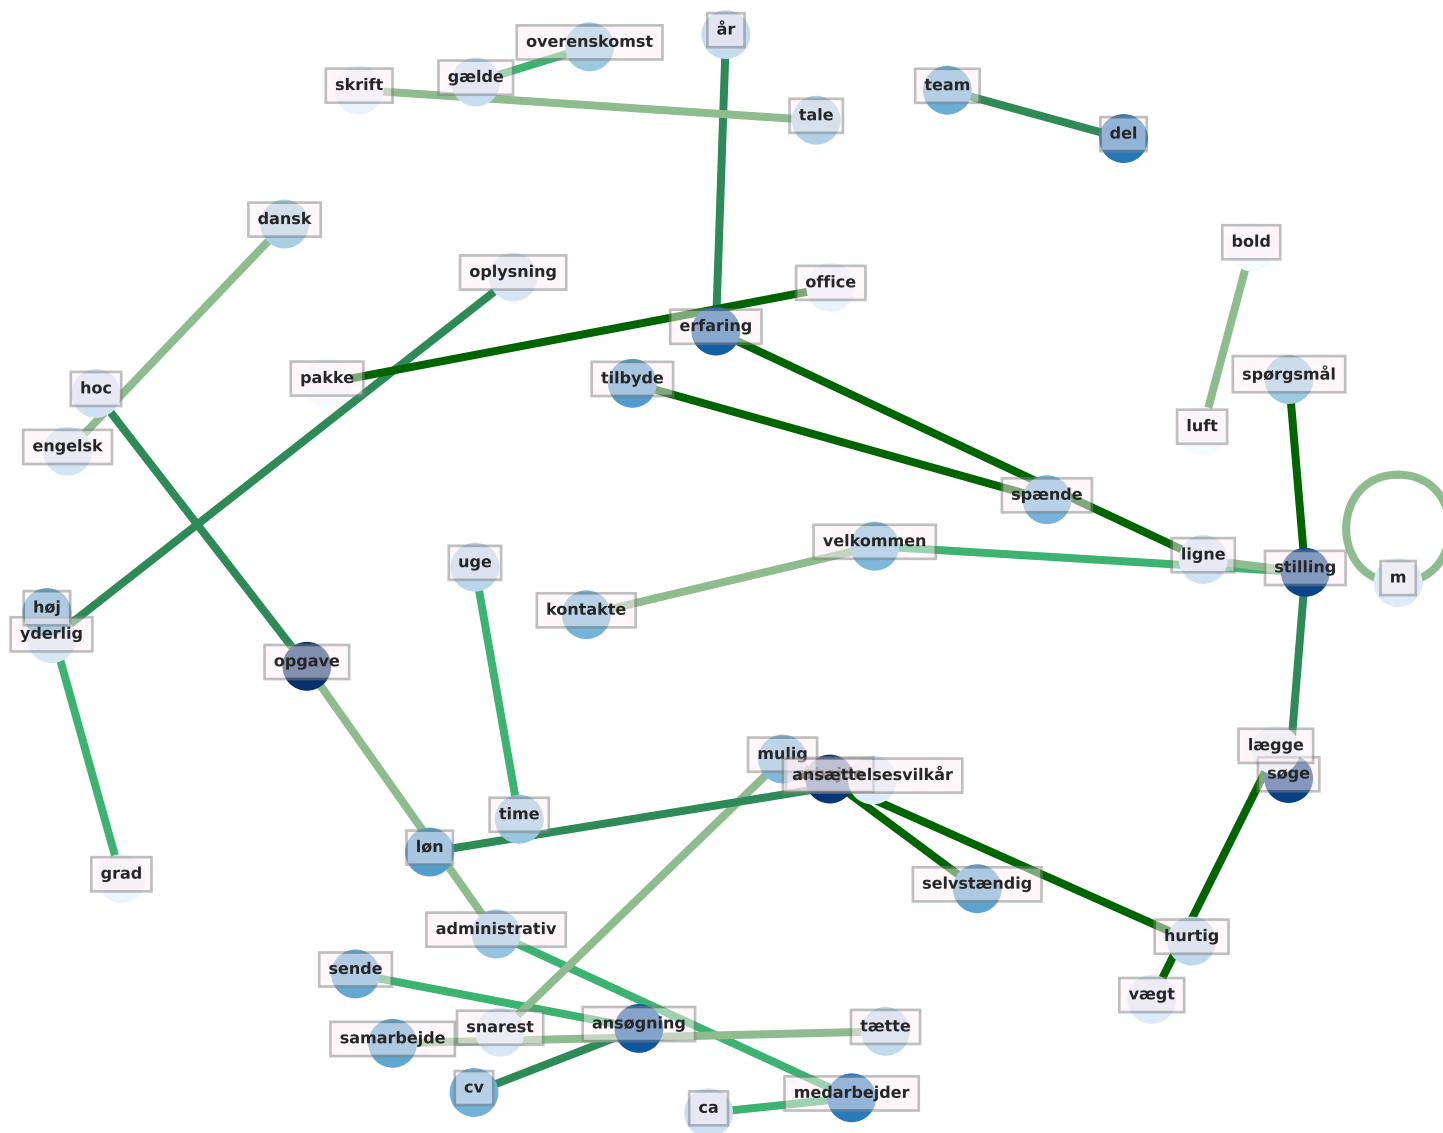 år
overenskomst
gælde
skrift
team
tale
del
dansk
bold
oplysning
office
erfaring
spørgsmål
pakke
tilbyde
hoc
luft
engelsk
spænde
velkommen
ligne
uge
stilling
m
høj
kontakte
yderlig
opgave
lægge
mulig
ansættelsesvilkår
søge
time
løn
grad
selvstændig
administrativ
hurtig
sende
vægt
ansøgning
snarest
tætte
samarbejde
cv
medarbejder
ca